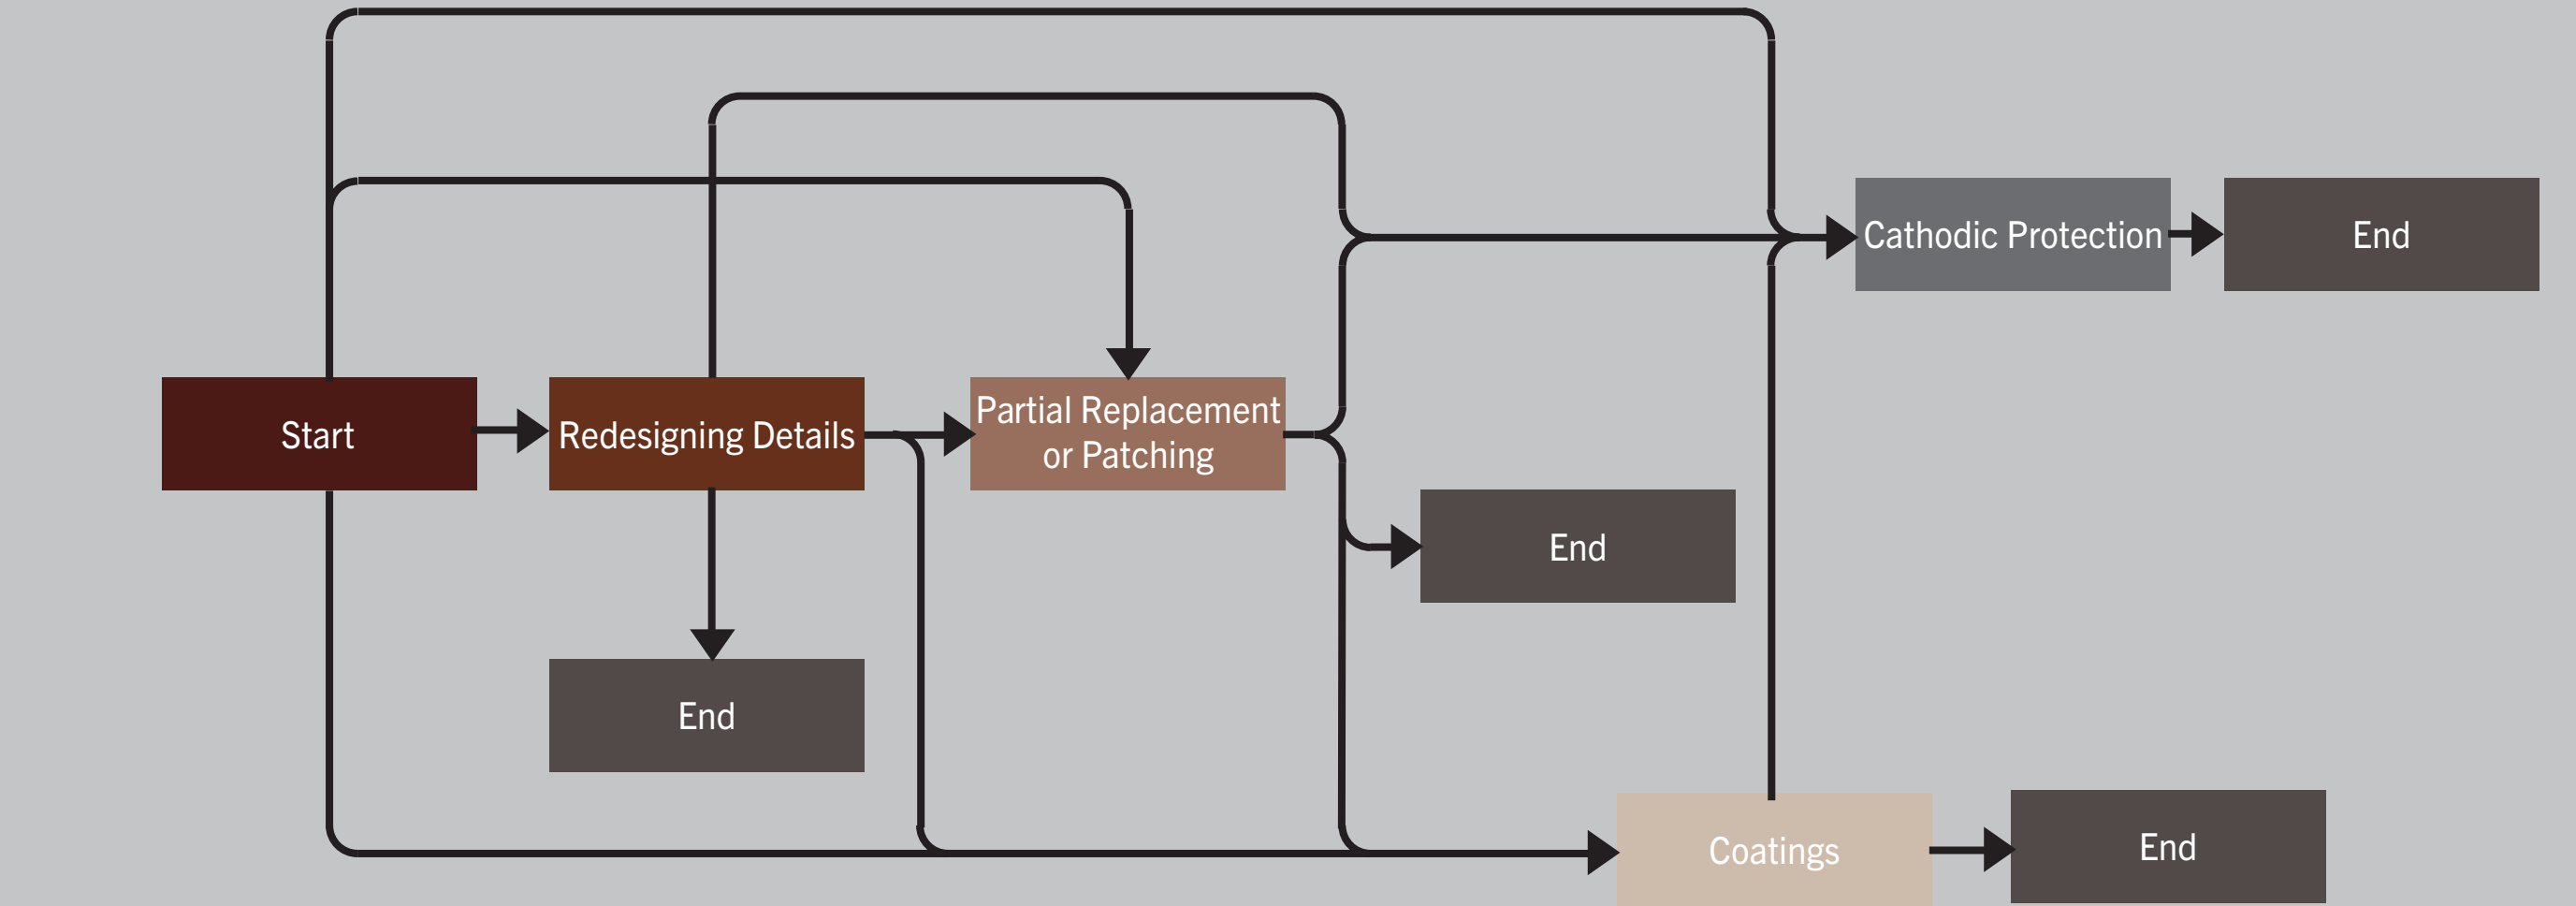 Cathodic Protection
End
Start
Redesigning Details
Partial Replacement
or Patching
End
End
Coatings
End